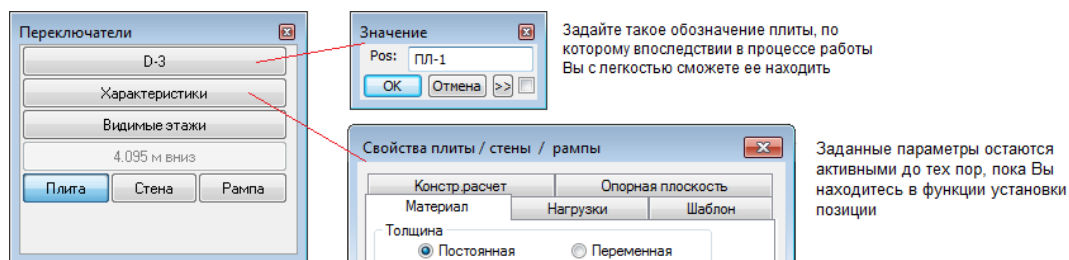 Переключатели
D-3
Характеристики
Видимые этажи
4.095 м вниз
Плита Стена Рампа
Значение
Pos: ПЛ-1
OK Отмена >>
Задайте такое обозначение плиты, по
которому впоследствии в процессе работы
Вы с легкостью сможете ее находить
Свойства плиты / стены / рампы
Констр.расчет Опорная плоскость
Материал Нагрузки Шаблон
Толщина
Постоянная Переменная
Заданные параметры остаются
активными до тех пор, пока Вы
находитесь в функции установки
позиции